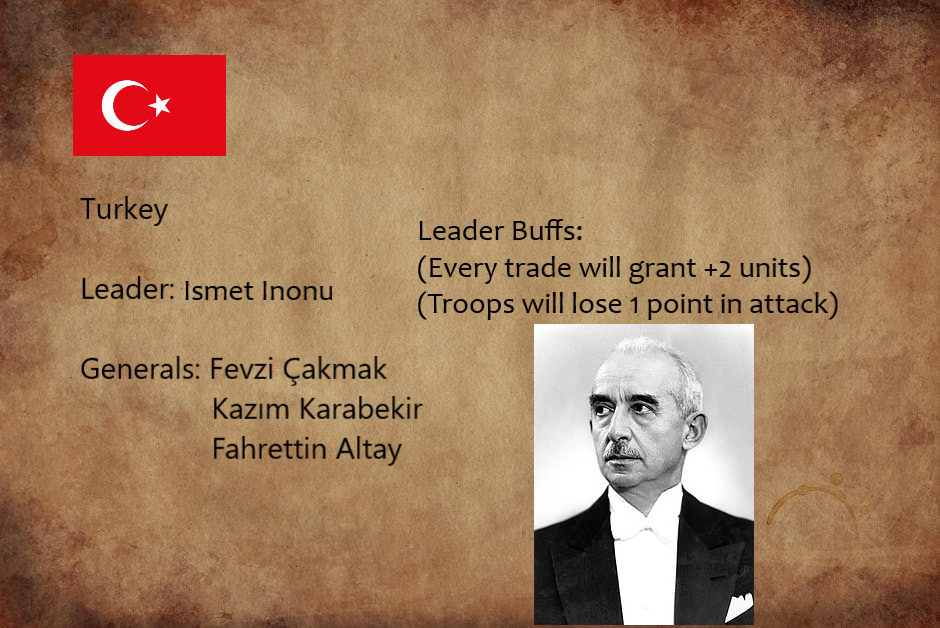 Turkey
Leader: Ismet Inonu
Generals: Fevzi Çakmak
Kazım Karabekir
Fahrettin Altay
Leader Buffs:
(Every trade will grant +2 units)
(Troops will lose 1 point in attack)